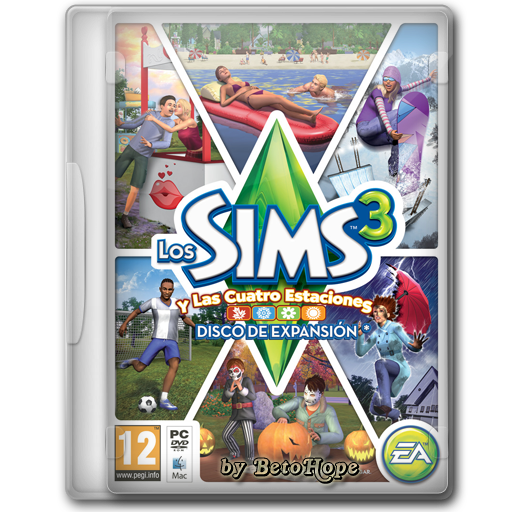 Los SIMS 3
™
Y Las Cuatro Estaciones
DISCO DE EXPANSIÓN *
12
www.pegi.info
PC
DVD
ROM
Mac
by BetoHope
EA